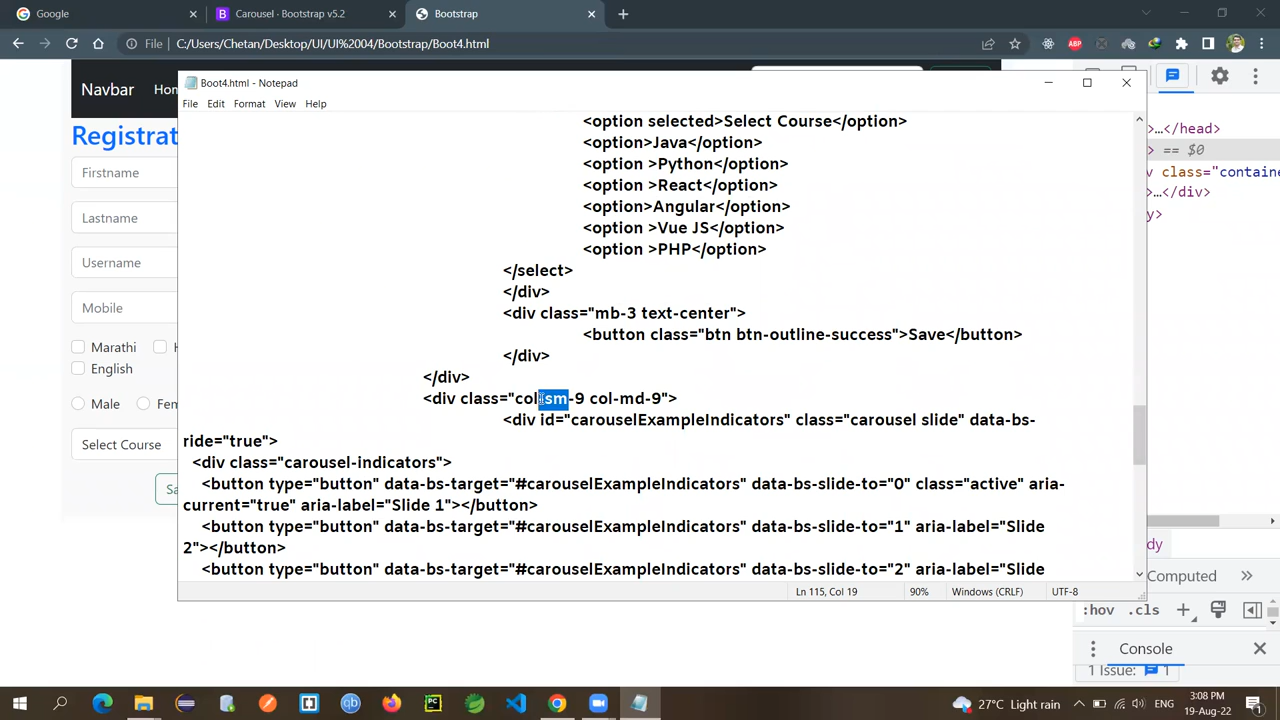 Google
Carousel · Bootstrap v5.2
Bootstrap
File
C:/Users/Chetan/Desktop/UI/UI%2004/Bootstrap/Boot4.html
ABP
Navbar
Boot4.html - Notepad
File Edit Format View Help
Registrat
Firstname
Lastname
Username
Mobile
Marathi
English
Male
Fem
Select Course
Sa
<option selected>Select Course</option>
<option>Java</option>
<option >Python</option>
<option >React</option>
<option>Angular</option>
<option >Vue JS</option>
<option >PHP</option>
</select>
</div>
<div class="mb-3 text-center">
<button class="btn btn-outline-success">Save</button>
</div>
</div>
<div class="col-sm-9 col-md-9">
<div id="carouselExampleIndicators" class="carousel slide" data-bs-
ride="true">
<div class="carousel-indicators">
<button type="button" data-bs-target="#carouselExampleIndicators" data-bs-slide-to="0" class="active" aria-
current="true" aria-label="Slide 1"></button>
<button type="button" data-bs-target="#carouselExampleIndicators" data-bs-slide-to="1" aria-label="Slide
2"></button>
<button type="button" data-bs-target="#carouselExampleIndicators" data-bs-slide-to="2" aria-label="Slide
Ln 115, Col 19
90%
Windows (CRLF)
UTF-8
>…</head>
> == $0
v class="containe
>…</div>
y>
dy
Computed
:hov .cls
Console
1 Issue: 1
27°C Light rain
ENG
3:08 PM
19-Aug-22